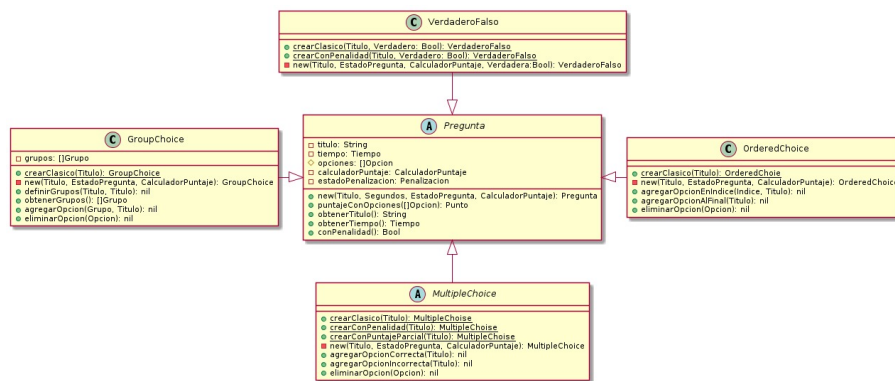 C VerdaderoFalso
crearClasico(Titulo, Verdadero: Bool): VerdaderoFalso
crearConPenalidad(Titulo, Verdadero: Bool): VerdaderoFalso
new(Titulo, EstadoPregunta, CalculadorPuntaje, Verdadera:Bool): VerdaderoFalso
C GroupChoice
grupos: []Grupo
crearClasico(Titulo): GroupChoice
new(Titulo, EstadoPregunta, CalculadorPuntaje): GroupChoice
definirGrupos(Titulo, Titulo): nil
obtenerGrupos(): []Grupo
agregarOpcion(Grupo, Titulo): nil
eliminarOpcion(Opcion): nil
A Pregunta
titulo: String
tiempo: Tiempo
opciones: []Opcion
calculadorPuntaje: CalculadorPuntaje
estadoPenalizacion: Penalizacion
new(Titulo, Segundos, EstadoPregunta, CalculadorPuntaje): Pregunta
puntajeConOpciones([]Opcion): Punto
obtenerTitulo(): String
obtenerTiempo(): Tiempo
conPenalidad(): Bool
C OrderedChoice
crearClasico(Titulo): OrderedChoie
new(Titulo, EstadoPregunta, CalculadorPuntaje): OrderedChoice
agregarOpcionEnIndice(Indice, Titulo): nil
agregarOpcionAlFinal(Titulo): nil
eliminarOpcion(Opcion): nil
A MultipleChoice
crearClasico(Titulo): MultipleChoise
crearConPenalidad(Titulo): MultipleChoise
crearConPuntajeParcial(Titulo): MultipleChoise
new(Titulo, EstadoPregunta, CalculadorPuntaje): MultipleChoice
agregarOpcionCorrecta(Titulo): nil
agregarOpcionIncorrecta(Titulo): nil
eliminarOpcion(Opcion): nil